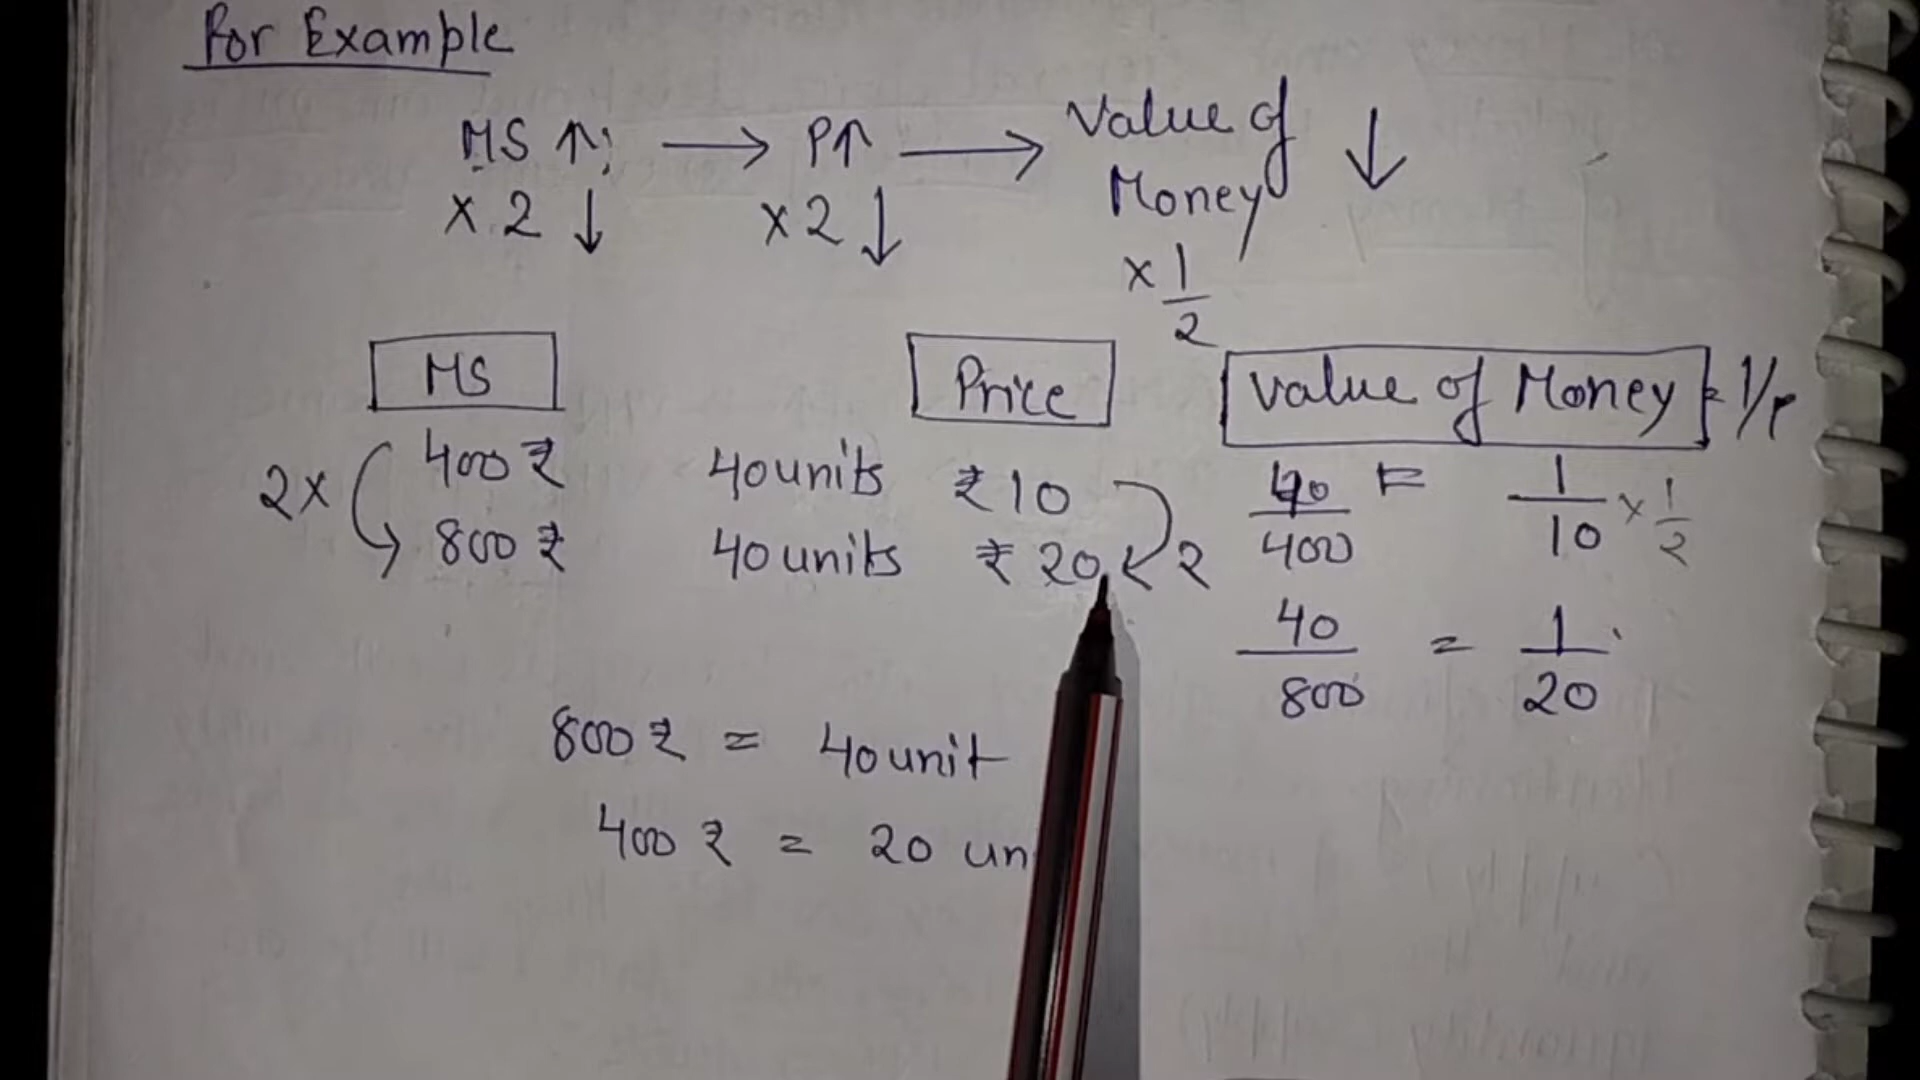 For Example
MS ↑; → P↑ → Value of Money ↓
x 2 ↓ x 2 ↓ x 1/2
MS Price Value of Money = 1/P
2x 400 ₹ 40 units ₹ 10 40/400 = 1/10 x 1/2
800 ₹ 40 units ₹ 20 2 40/800 = 1/20
800 ₹ = 40 unit
400 ₹ = 20 un